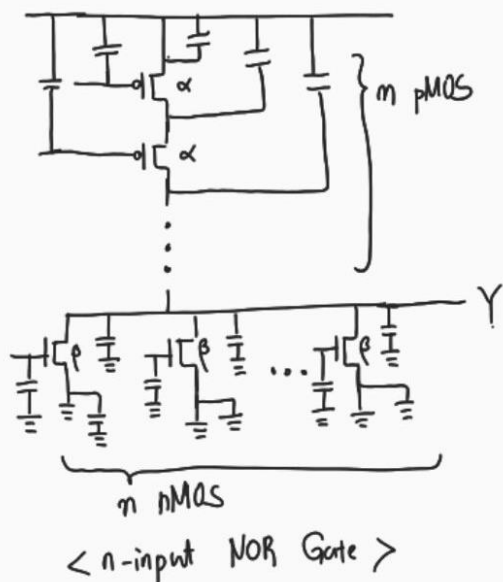 α
n pMOS
α
Y
β
β
...
β
n nMOS
< n-input NOR Gate >